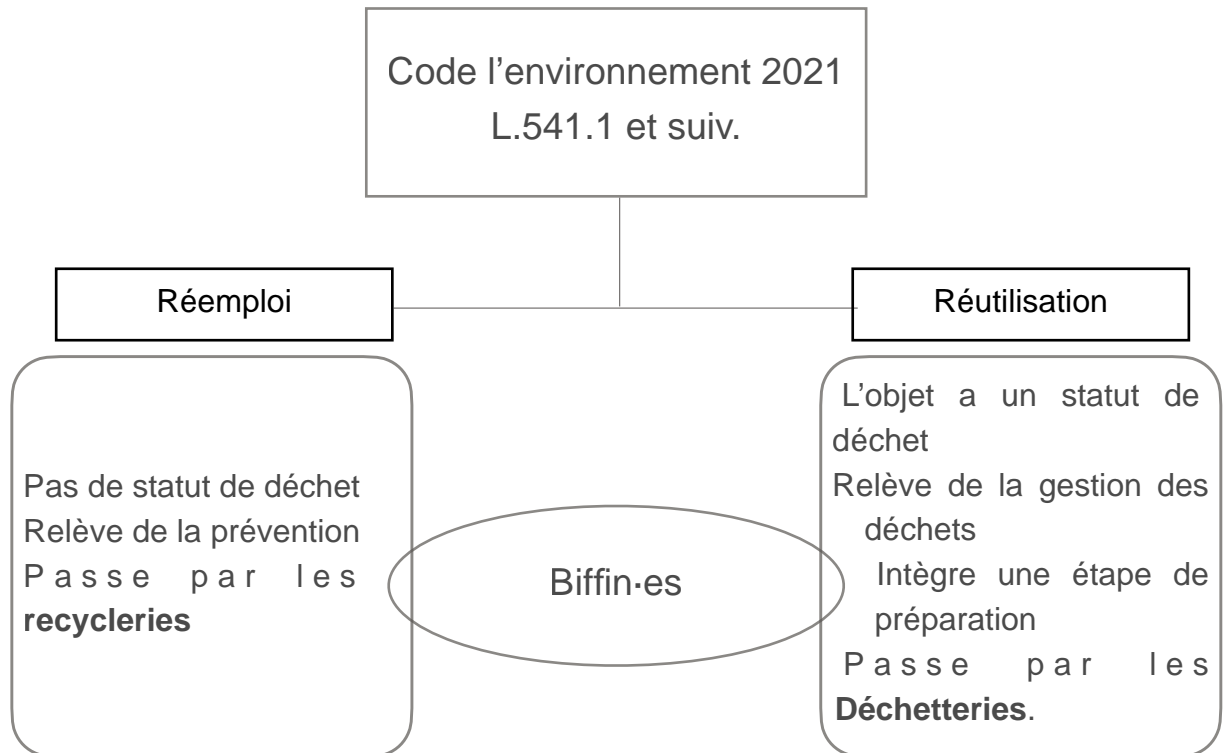 Code l’environnement 2021
L.541.1 et suiv.
Réemploi
Réutilisation
Pas de statut de déchet
Relève de la prévention
Passe par les
recycleries
Biffin·es
L’objet a un statut de
déchet
Relève de la gestion des
déchets
Intègre une étape de
préparation
Passe par les
Déchetteries.